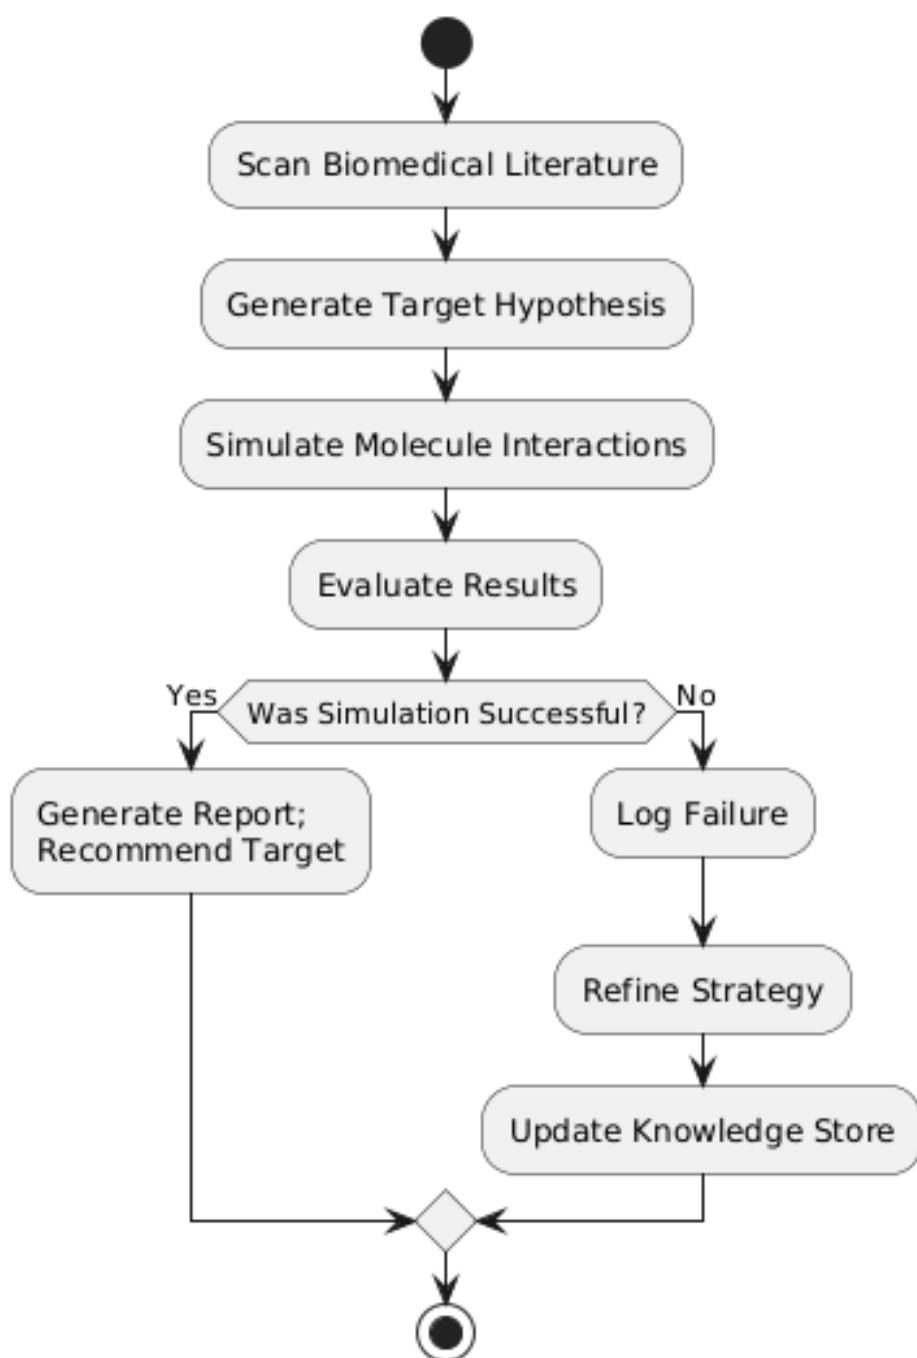 Scan Biomedical Literature
Generate Target Hypothesis
Simulate Molecule Interactions
Evaluate Results
Yes
Was Simulation Successful?
No
Generate Report;
Recommend Target
Log Failure
Refine Strategy
Update Knowledge Store